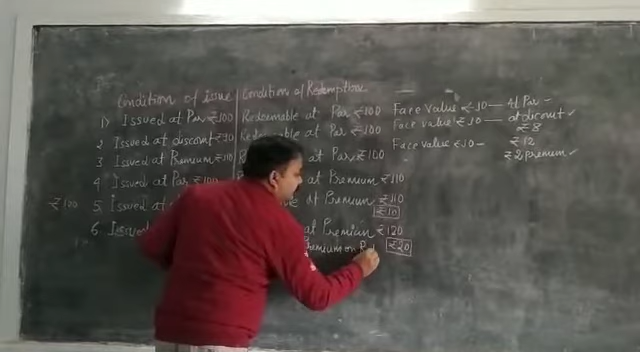 Condition of issue Condition of Redemption
1) Issued at Par ₹100 Redeemable at Par ₹100 Face Value ₹10 — At Par -
2 Issued at discount ₹90 Redeemable at Par ₹100 Face value ₹10 — at discount ✓
₹8
3 Issued at Premium ₹110 at Par ₹100 Face Value ₹10 - ₹12
₹2 premium ✓
4 Issued at Par ₹100 at Premium ₹110
₹100 5. Issued at Premium ₹110
₹10
6. Issued at Premium ₹120
Premium on ₹20